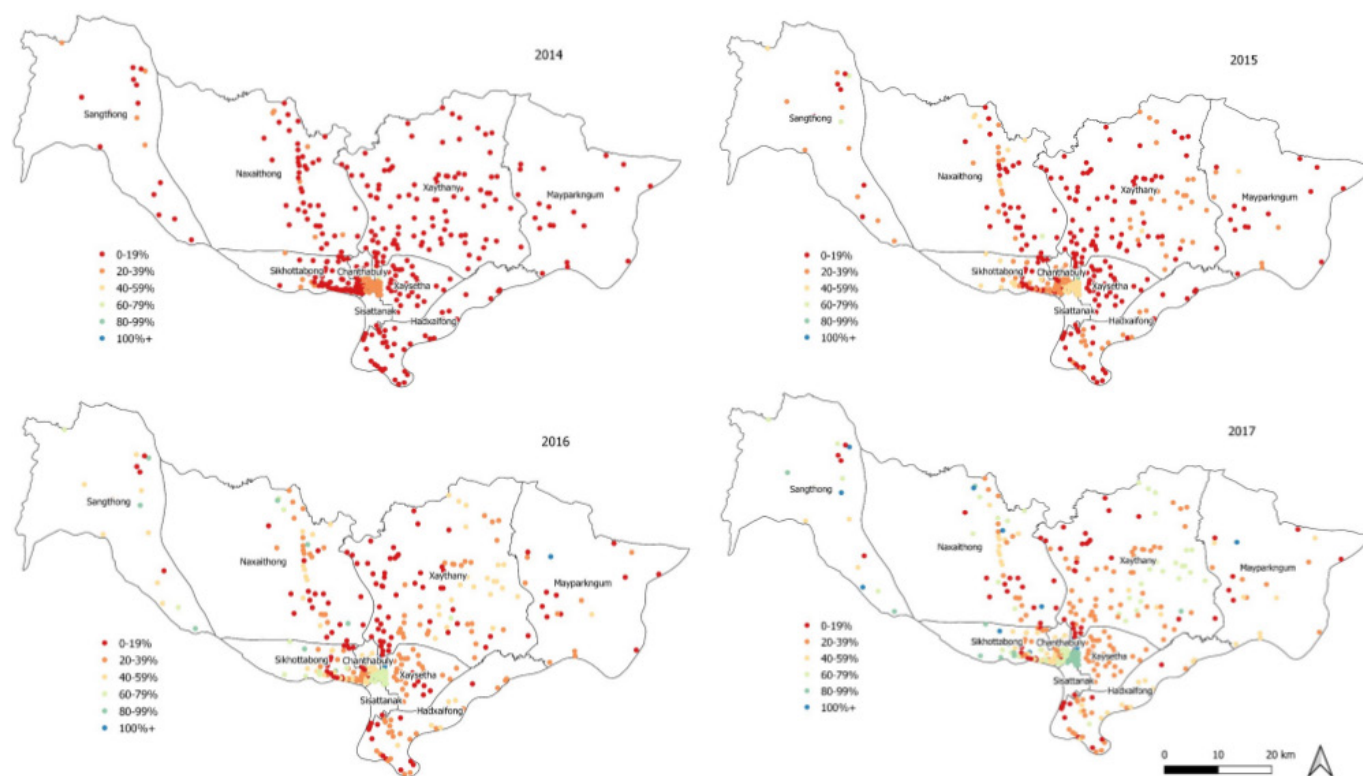 2014
Sangthong
Naxaithong
Xaythany
Mayparkngum
Sikhottabong
Chanthabuly
Xaysetha
Sisattanak
Hadxaifong
0-19%
20-39%
40-59%
60-79%
80-99%
100%+
2015
Sangthong
Naxaithong
Xaythany
Mayparkngum
Sikhottabong
Chanthabuly
Xaysetha
Sisattanak
Hadxaifong
0-19%
20-39%
40-59%
60-79%
80-99%
100%+
2016
Sangthong
Naxaithong
Xaythany
Mayparkngum
Sikhottabong
Chanthabuly
Xaysetha
Sisattanak
Hadxaifong
0-19%
20-39%
40-59%
60-79%
80-99%
100%+
2017
Sangthong
Naxaithong
Xaythany
Mayparkngum
Sikhottabong
Chanthabuly
Xaysetha
Sisattanak
Hadxaifong
0-19%
20-39%
40-59%
60-79%
80-99%
100%+
0 10 20 km